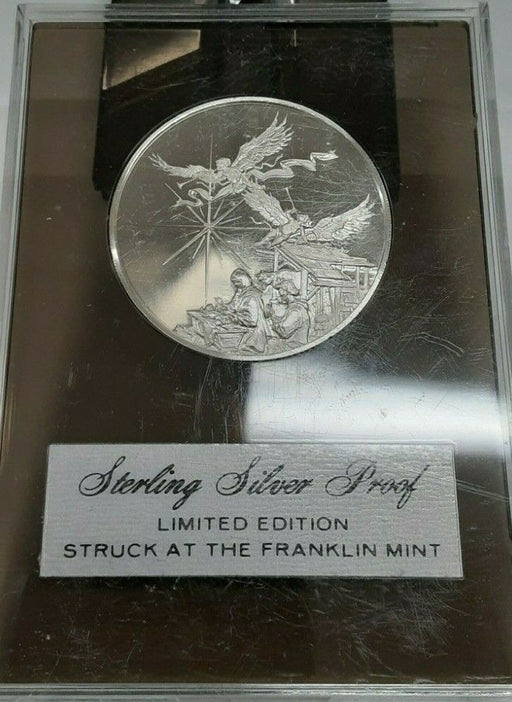 Sterling Silver Proof
LIMITED EDITION
STRUCK AT THE FRANKLIN MINT